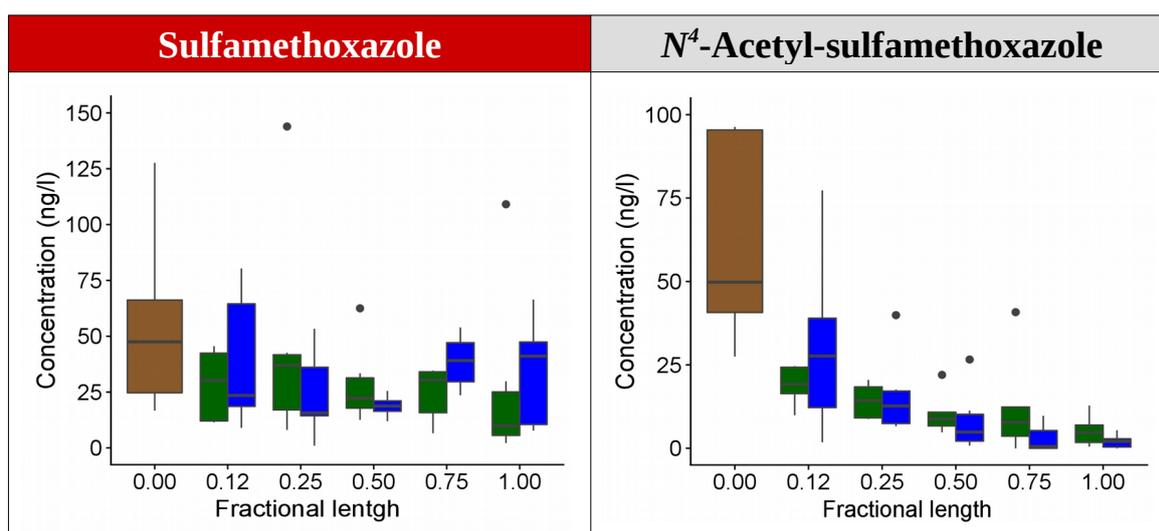 Sulfamethoxazole
N⁴-Acetyl-sulfamethoxazole
Concentration (ng/l)
150
125
100
75
50
25
0
0.00 0.12 0.25 0.50 0.75 1.00
Fractional lentgh
Concentration (ng/l)
100
75
50
25
0
0.00 0.12 0.25 0.50 0.75 1.00
Fractional length